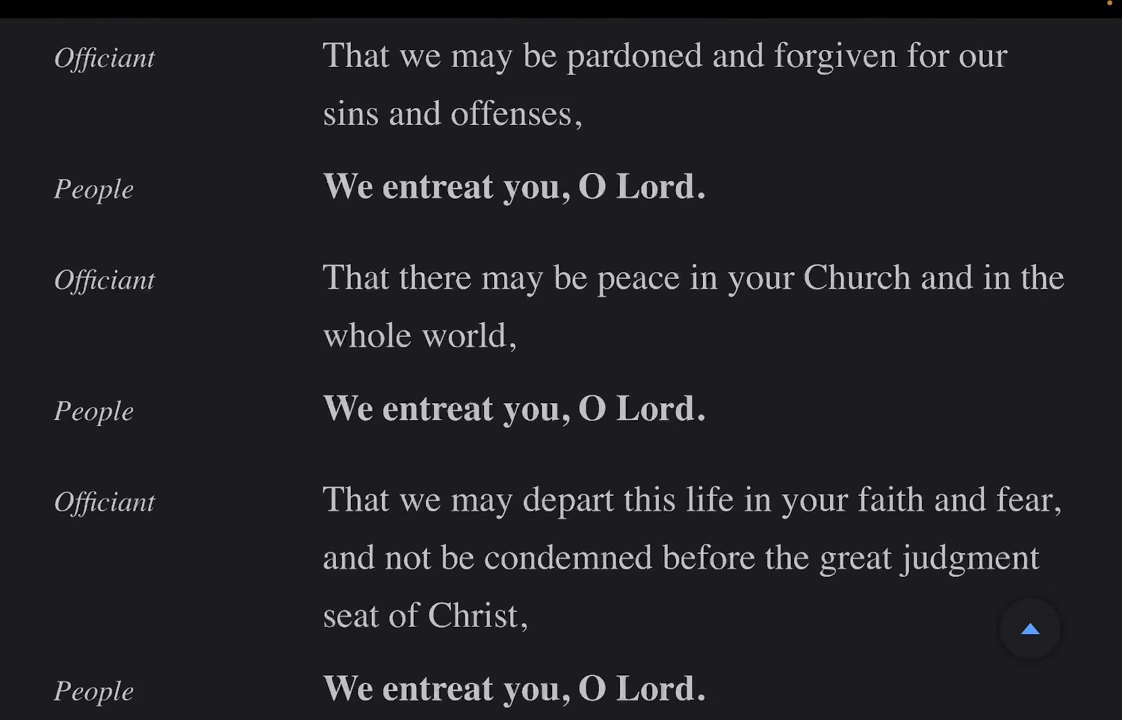 Officiant That we may be pardoned and forgiven for our
sins and offenses,
People We entreat you, O Lord.
Officiant That there may be peace in your Church and in the
whole world,
People We entreat you, O Lord.
Officiant That we may depart this life in your faith and fear,
and not be condemned before the great judgment
seat of Christ,
People We entreat you, O Lord.